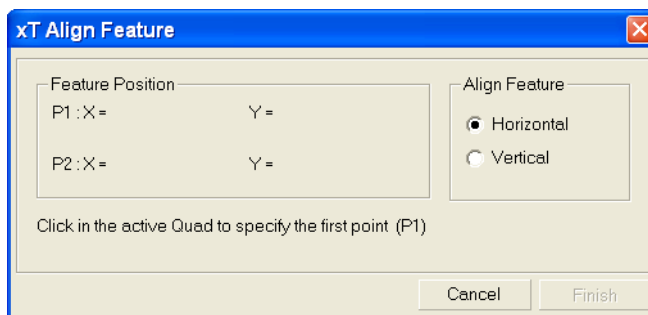 xT Align Feature
Feature Position
P1 : X =    Y =
P2 : X =    Y =
Align Feature
Horizontal
Vertical
Click in the active Quad to specify the first point (P1)
Cancel    Finish